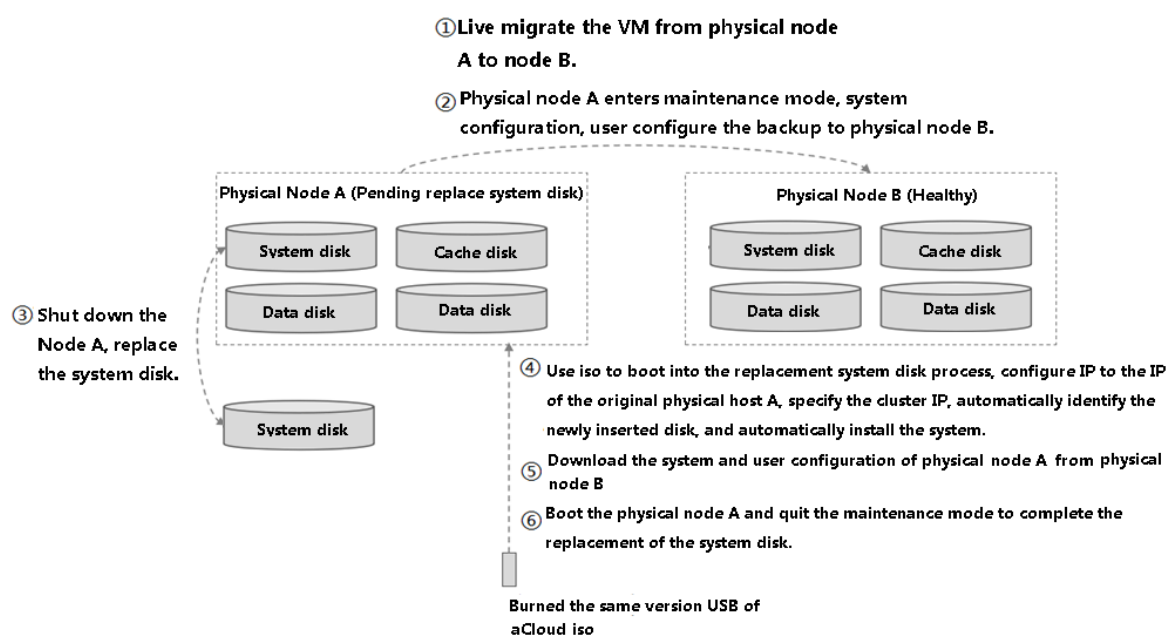 ①Live migrate the VM from physical node
A to node B.
② Physical node A enters maintenance mode, system
configuration, user configure the backup to physical node B.
Physical Node A (Pending replace system disk)
System disk
Cache disk
Data disk
Data disk
Physical Node B (Healthy)
System disk
Cache disk
Data disk
Data disk
③ Shut down the
Node A, replace
the system disk.
System disk
④ Use iso to boot into the replacement system disk process, configure IP to the IP
of the original physical host A, specify the cluster IP, automatically identify the
newly inserted disk, and automatically install the system.
⑤ Download the system and user configuration of physical node A from physical
node B
⑥ Boot the physical node A and quit the maintenance mode to complete the
replacement of the system disk.
Burned the same version USB of
aCloud iso